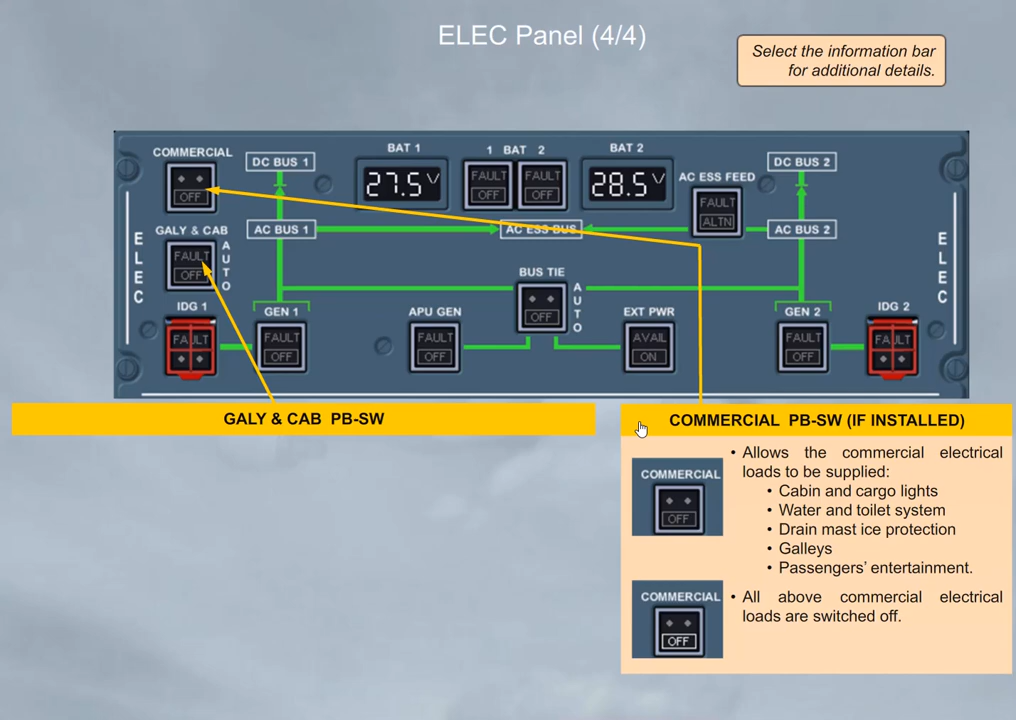 ELEC Panel (4/4)
Select the information bar
for additional details.
COMMERCIAL
OFF
DC BUS 1
BAT 1
27.5 V
1 BAT 2
FAULT
OFF
FAULT
OFF
BAT 2
28.5 V
AC ESS FEED
FAULT
ALTN
DC BUS 2
GALY & CAB
FAULT
OFF
AUTO
AC BUS 1
AC ESS BUS
AC BUS 2
ELEC
ELEC
BUS TIE
OFF
AUTO
IDG 1
FAULT
GEN 1
FAULT
OFF
APU GEN
FAULT
OFF
EXT PWR
AVAIL
ON
GEN 2
FAULT
OFF
IDG 2
FAULT
GALY & CAB PB-SW
COMMERCIAL PB-SW (IF INSTALLED)
COMMERCIAL
OFF
• Allows the commercial electrical
loads to be supplied:
• Cabin and cargo lights
• Water and toilet system
• Drain mast ice protection
• Galleys
• Passengers’ entertainment.
COMMERCIAL
OFF
• All above commercial electrical
loads are switched off.